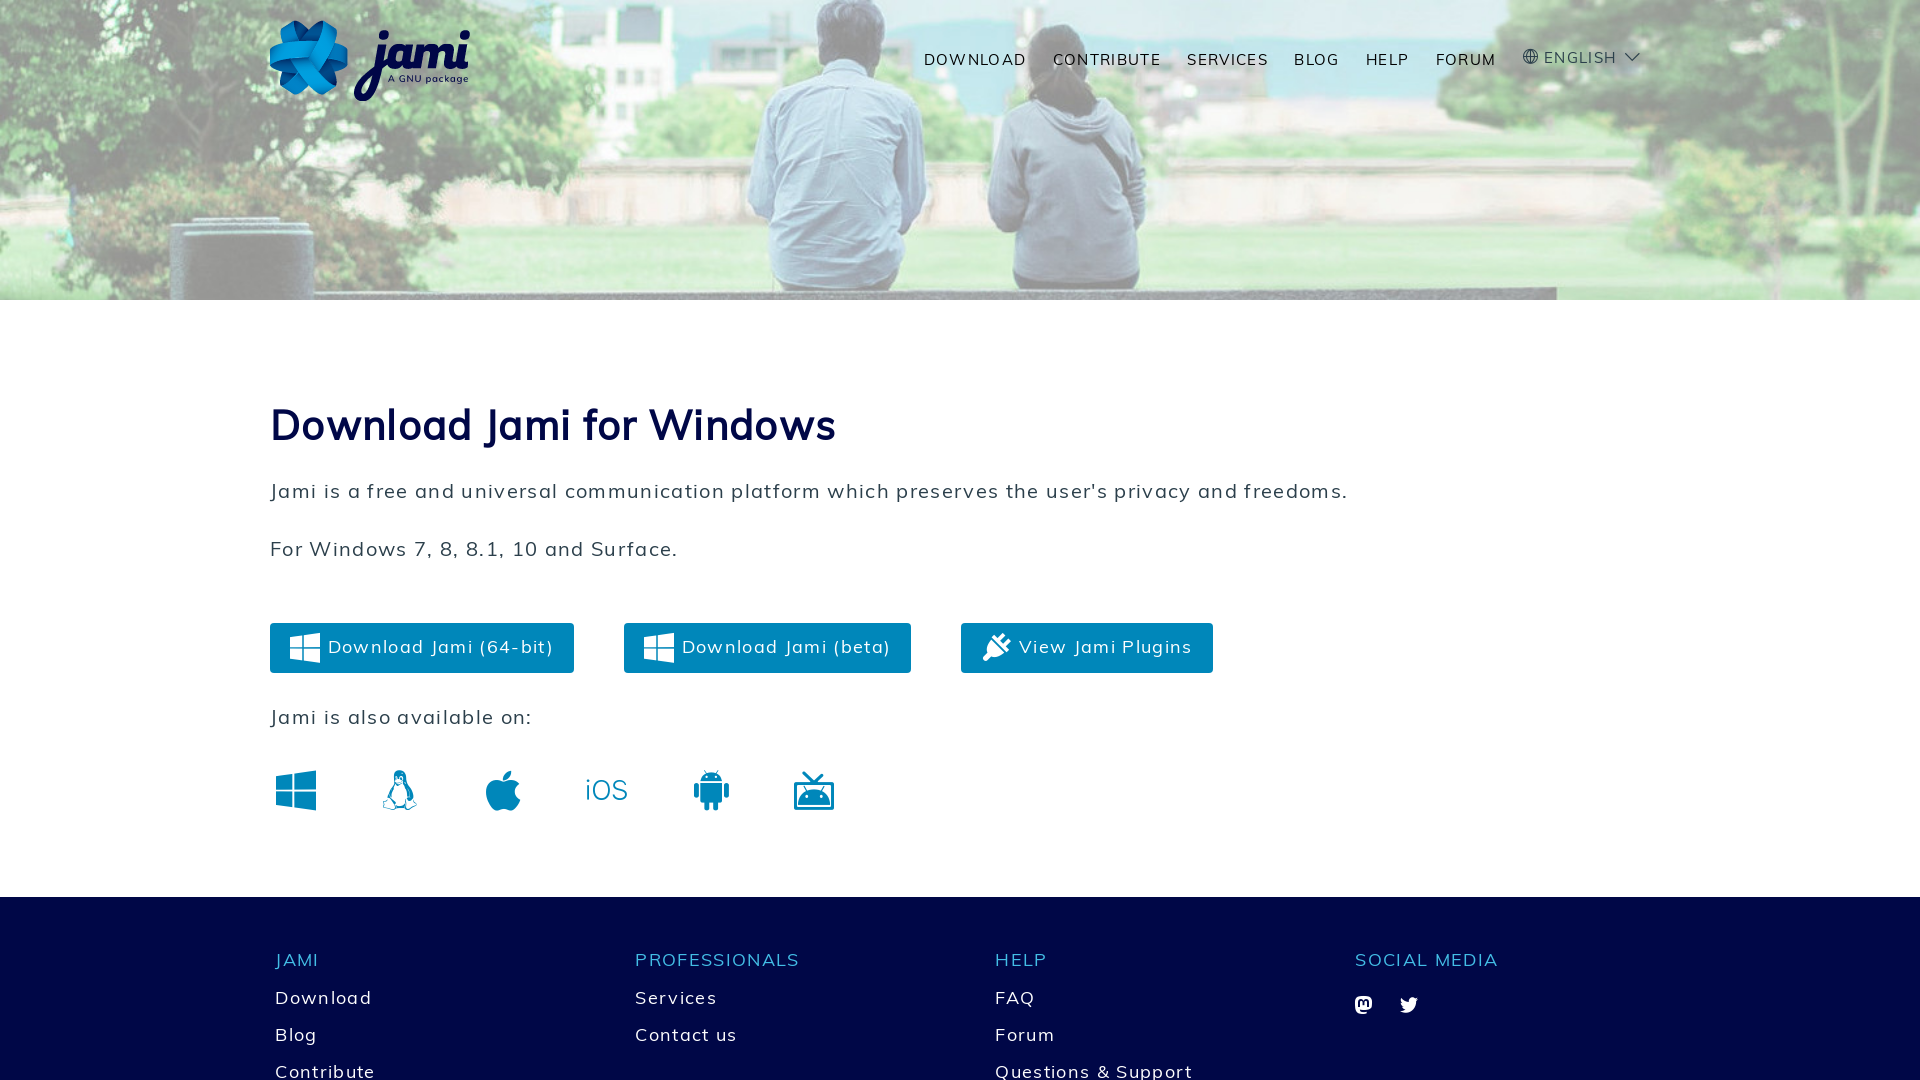 jami
A GNU package
DOWNLOAD CONTRIBUTE SERVICES BLOG HELP FORUM ENGLISH
Download Jami for Windows
Jami is a free and universal communication platform which preserves the user's privacy and freedoms.
For Windows 7, 8, 8.1, 10 and Surface.
Download Jami (64-bit) Download Jami (beta) View Jami Plugins
Jami is also available on:
iOS
JAMI PROFESSIONALS HELP SOCIAL MEDIA
Download Services FAQ
Blog Contact us Forum
Contribute Questions & Support